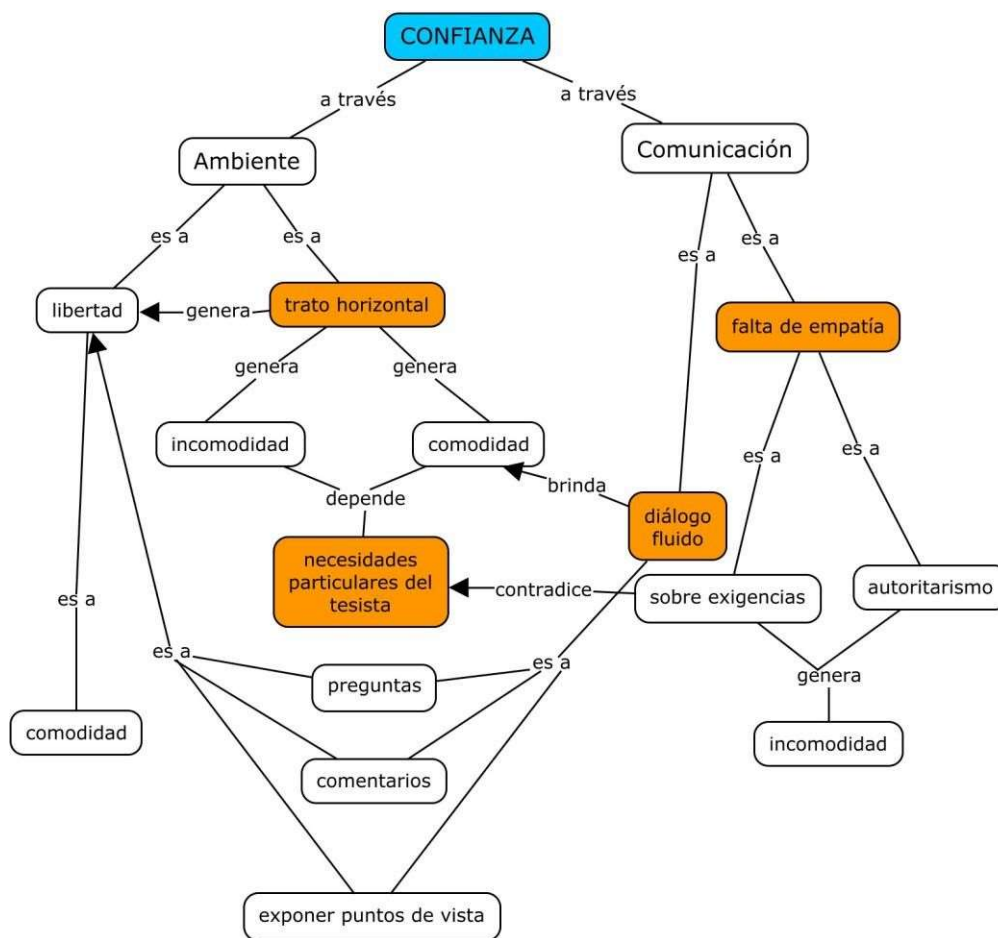 CONFIANZA
a través
a través
Ambiente
Comunicación
es a
es a
es a
es a
libertad
genera
trato horizontal
falta de empatía
genera
genera
incomodidad
comodidad
es a
es a
depende
brinda
diálogo
fluido
necesidades
particulares del
tesista
contradice
sobre exigencias
autoritarismo
es a
es a
es a
preguntas
genera
comodidad
incomodidad
comentarios
exponer puntos de vista